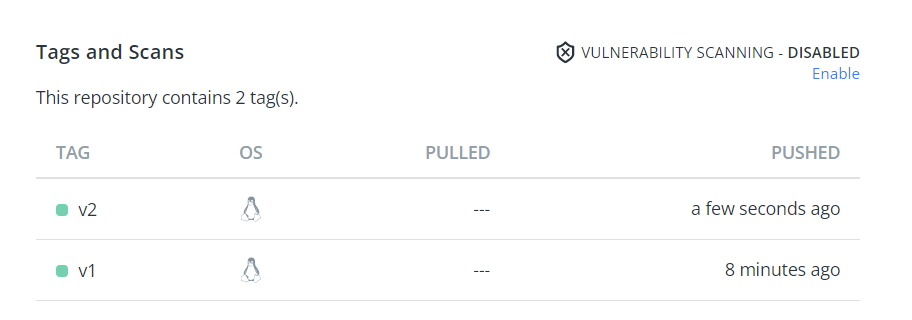 Tags and Scans
VULNERABILITY SCANNING - DISABLED
Enable
This repository contains 2 tag(s).
TAG OS PULLED PUSHED
v2 --- a few seconds ago
v1 --- 8 minutes ago